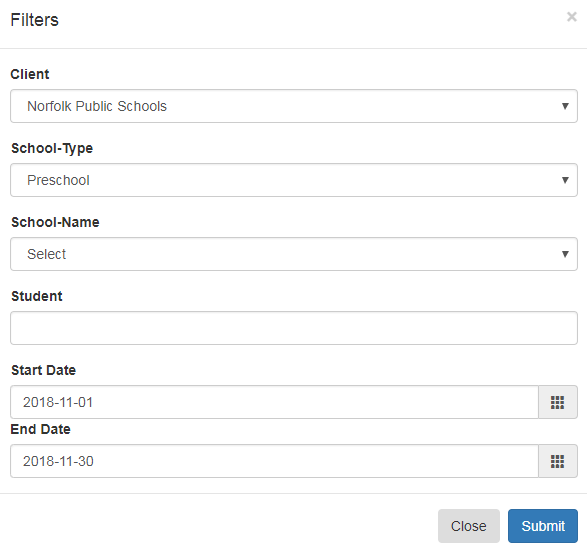 Filters
×
Client
Norfolk Public Schools
School-Type
Preschool
School-Name
Select
Student
Start Date
2018-11-01
End Date
2018-11-30
Close Submit